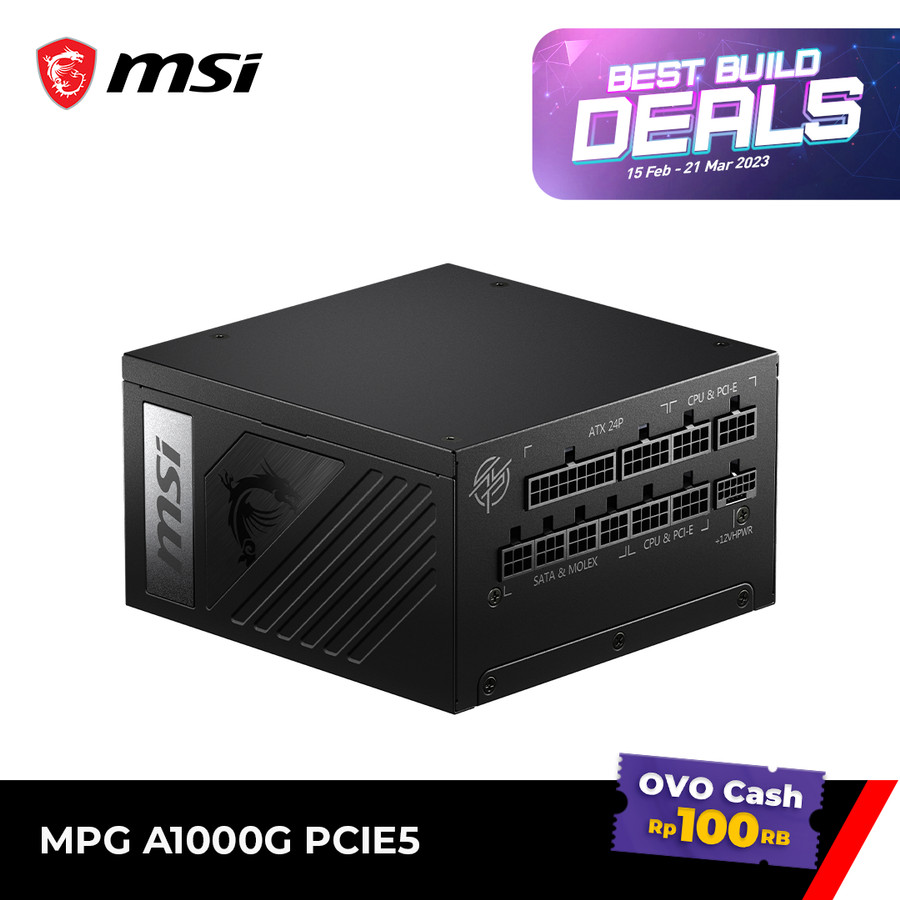 msi
BEST BUILD
DEALS
15 Feb - 21 Mar 2023
CPU & PCI-E
ATX 24P
msi
CPU & PCI-E
+12VHPWR
SATA & MOLEX
OVO Cash
Rp100RB
MPG A1000G PCIE5